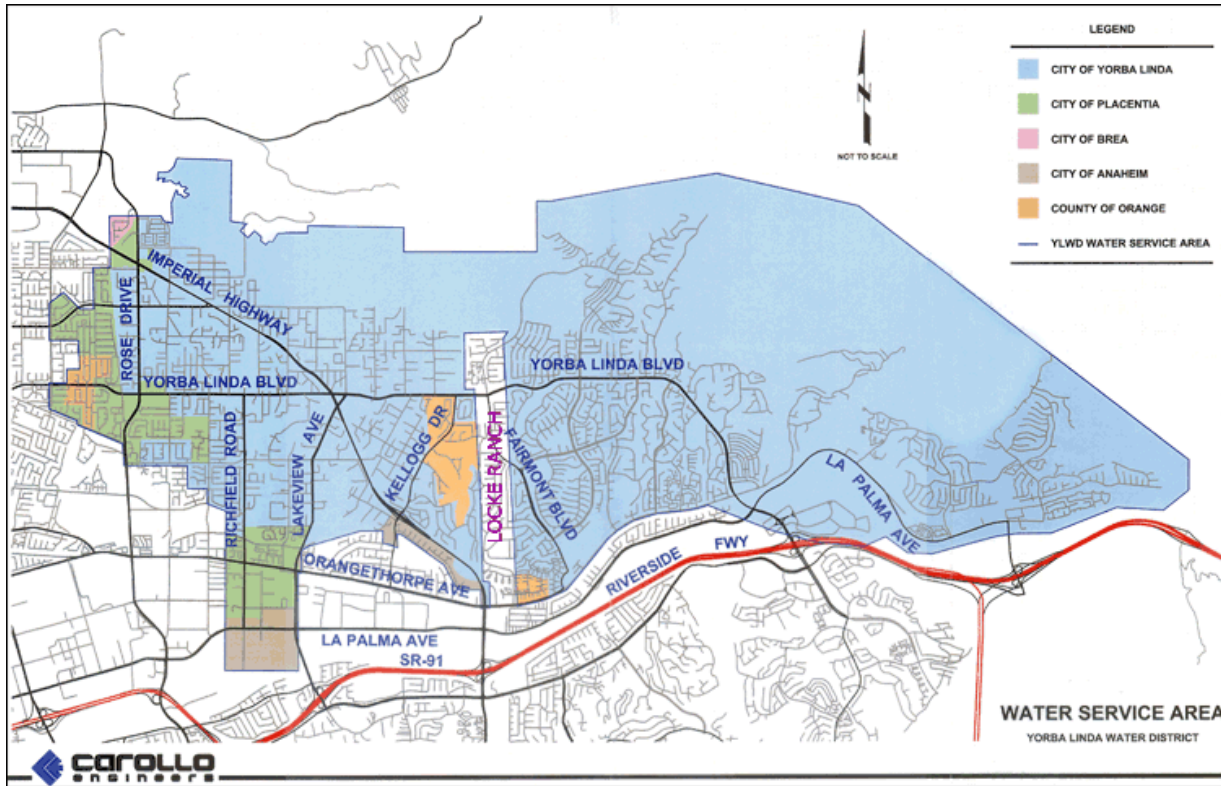 LEGEND
CITY OF YORBA LINDA
CITY OF PLACENTIA
CITY OF BREA
CITY OF ANAHEIM
COUNTY OF ORANGE
YLWD WATER SERVICE AREA
N
NOT TO SCALE
IMPERIAL HIGHWAY
ROSE DRIVE
YORBA LINDA BLVD
YORBA LINDA BLVD
RICHFIELD ROAD
LAKEVIEW AVE
KELLOGG DR
LOCKE RANCH
FAIRMONT BLVD
LA PALMA AVE
ORANGETHORPE AVE
RIVERSIDE FWY
LA PALMA AVE
SR-91
WATER SERVICE AREA
YORBA LINDA WATER DISTRICT
carollo
engineers